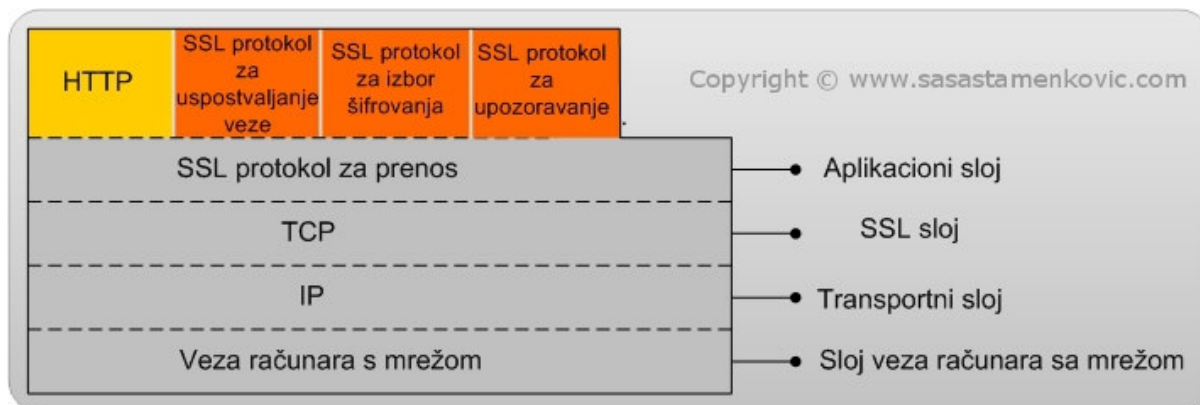 HTTP
SSL protokol
za
uspostvaljanje
veze
SSL protokol
za izbor
šifrovanja
SSL protokol
za
upozoravanje
Copyright © www.sasastamenkovic.com
SSL protokol za prenos
Aplikacioni sloj
TCP
SSL sloj
IP
Transportni sloj
Veza računara s mrežom
Sloj veza računara sa mrežom